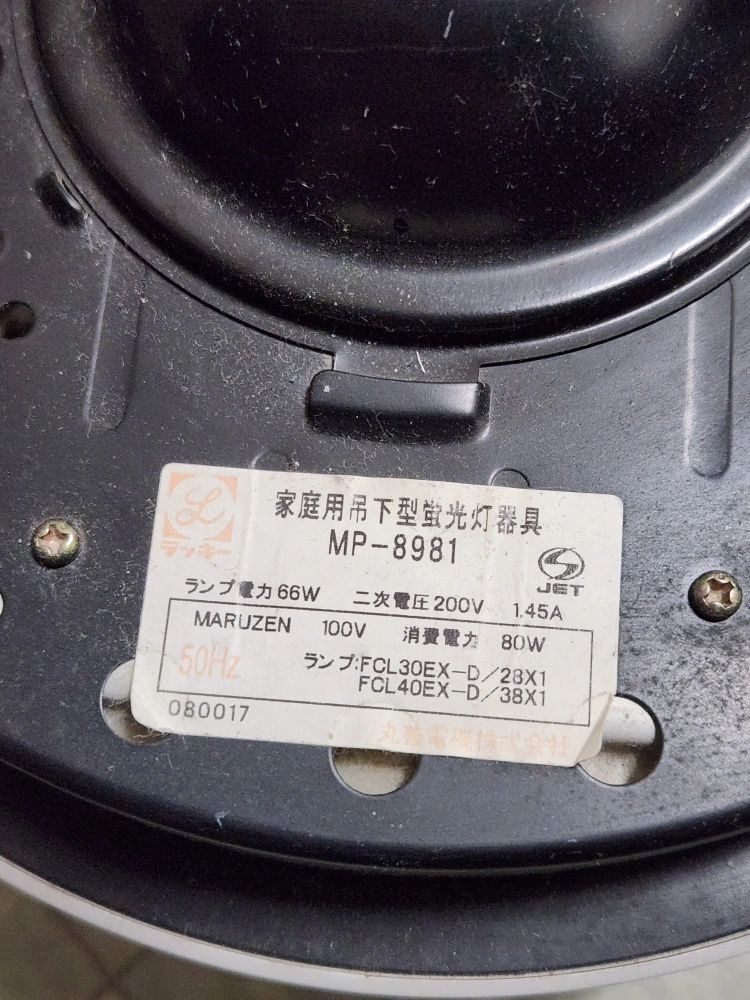 家庭用吊下型蛍光灯器具
ラッキー
MP-8981
JET
ランプ電力66W 二次電圧200V 1.45A
MARUZEN 100V 消費電力 80W
50Hz
ランプ:FCL30EX-D/28X1
FCL40EX-D/38X1
080017
丸善電機株式会社